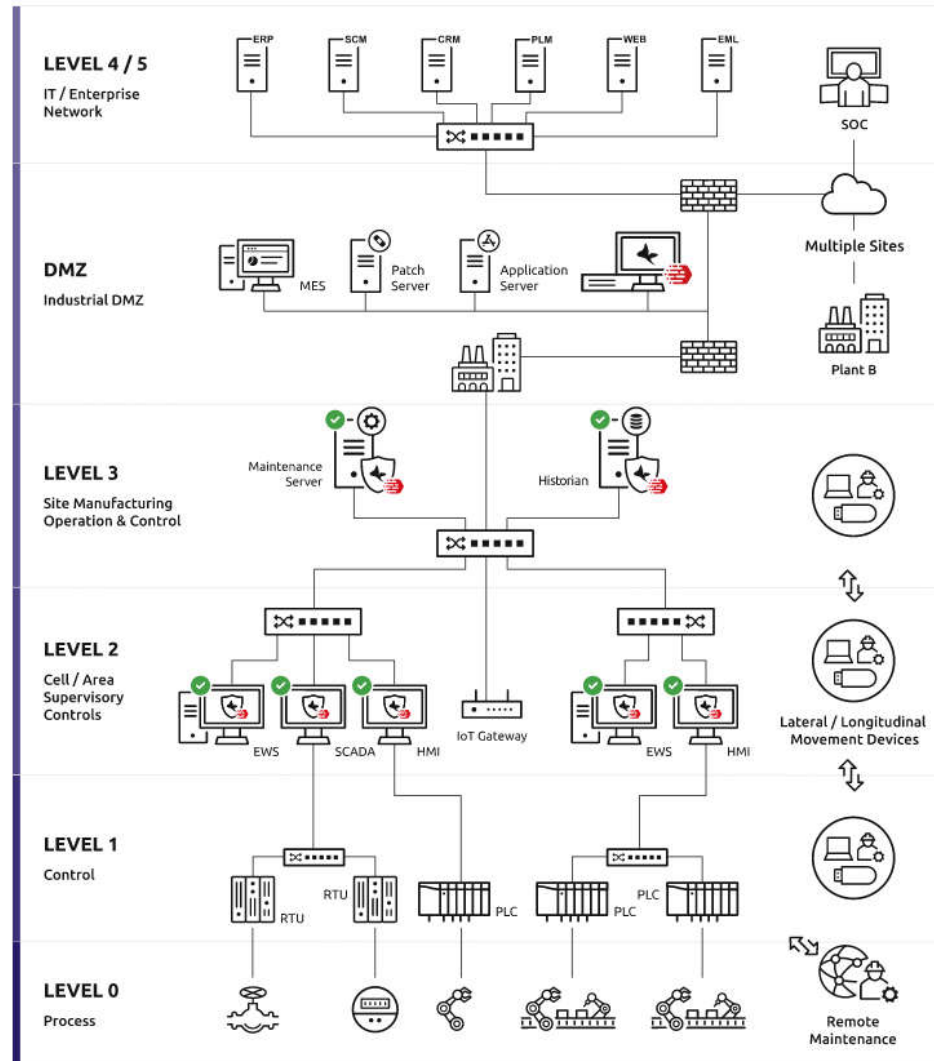 ERP
SCM
CRM
PLM
WEB
EML
LEVEL 4 / 5
IT / Enterprise
Network
SOC
Multiple Sites
DMZ
Industrial DMZ
MES
Patch
Server
Application
Server
Plant B
LEVEL 3
Site Manufacturing
Operation & Control
Maintenance
Server
Historian
LEVEL 2
Cell / Area
Supervisory
Controls
EWS
SCADA
HMI
IoT Gateway
EWS
HMI
Lateral / Longitudinal
Movement Devices
LEVEL 1
Control
RTU
RTU
PLC
PLC
PLC
LEVEL 0
Process
Remote
Maintenance